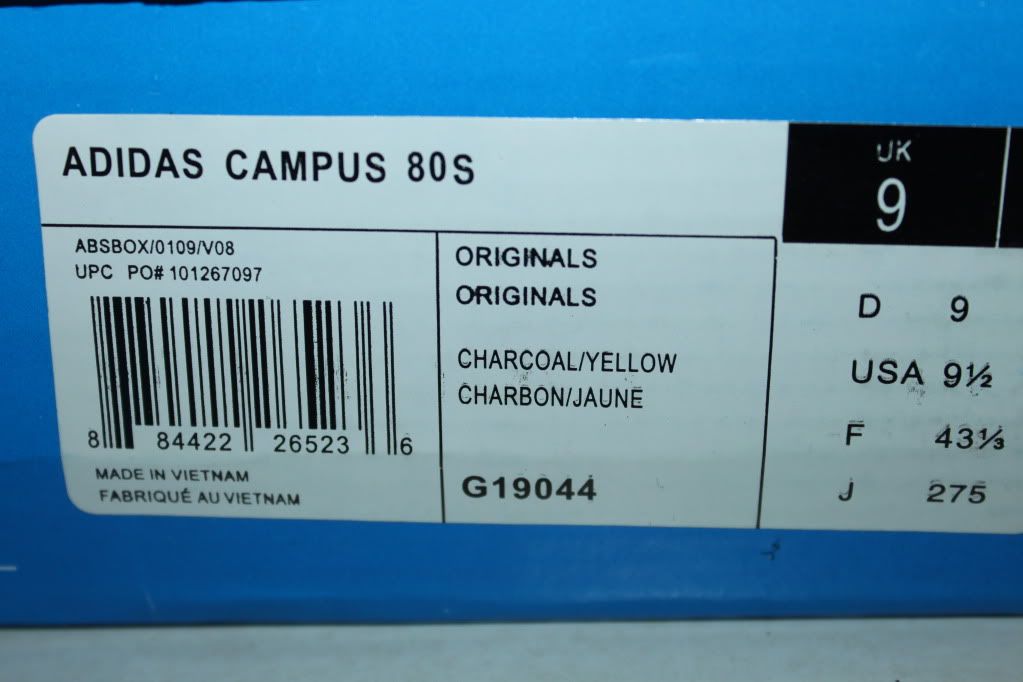 ADIDAS CAMPUS 80S
UK
9
ABSBOX/0109/V08
UPC PO# 101267097
8 84422 26523 6
MADE IN VIETNAM
FABRIQUÉ AU VIETNAM
ORIGINALS
ORIGINALS
CHARCOAL/YELLOW
CHARBON/JAUNE
G19044
D 9
USA 9½
F 43⅓
J 275